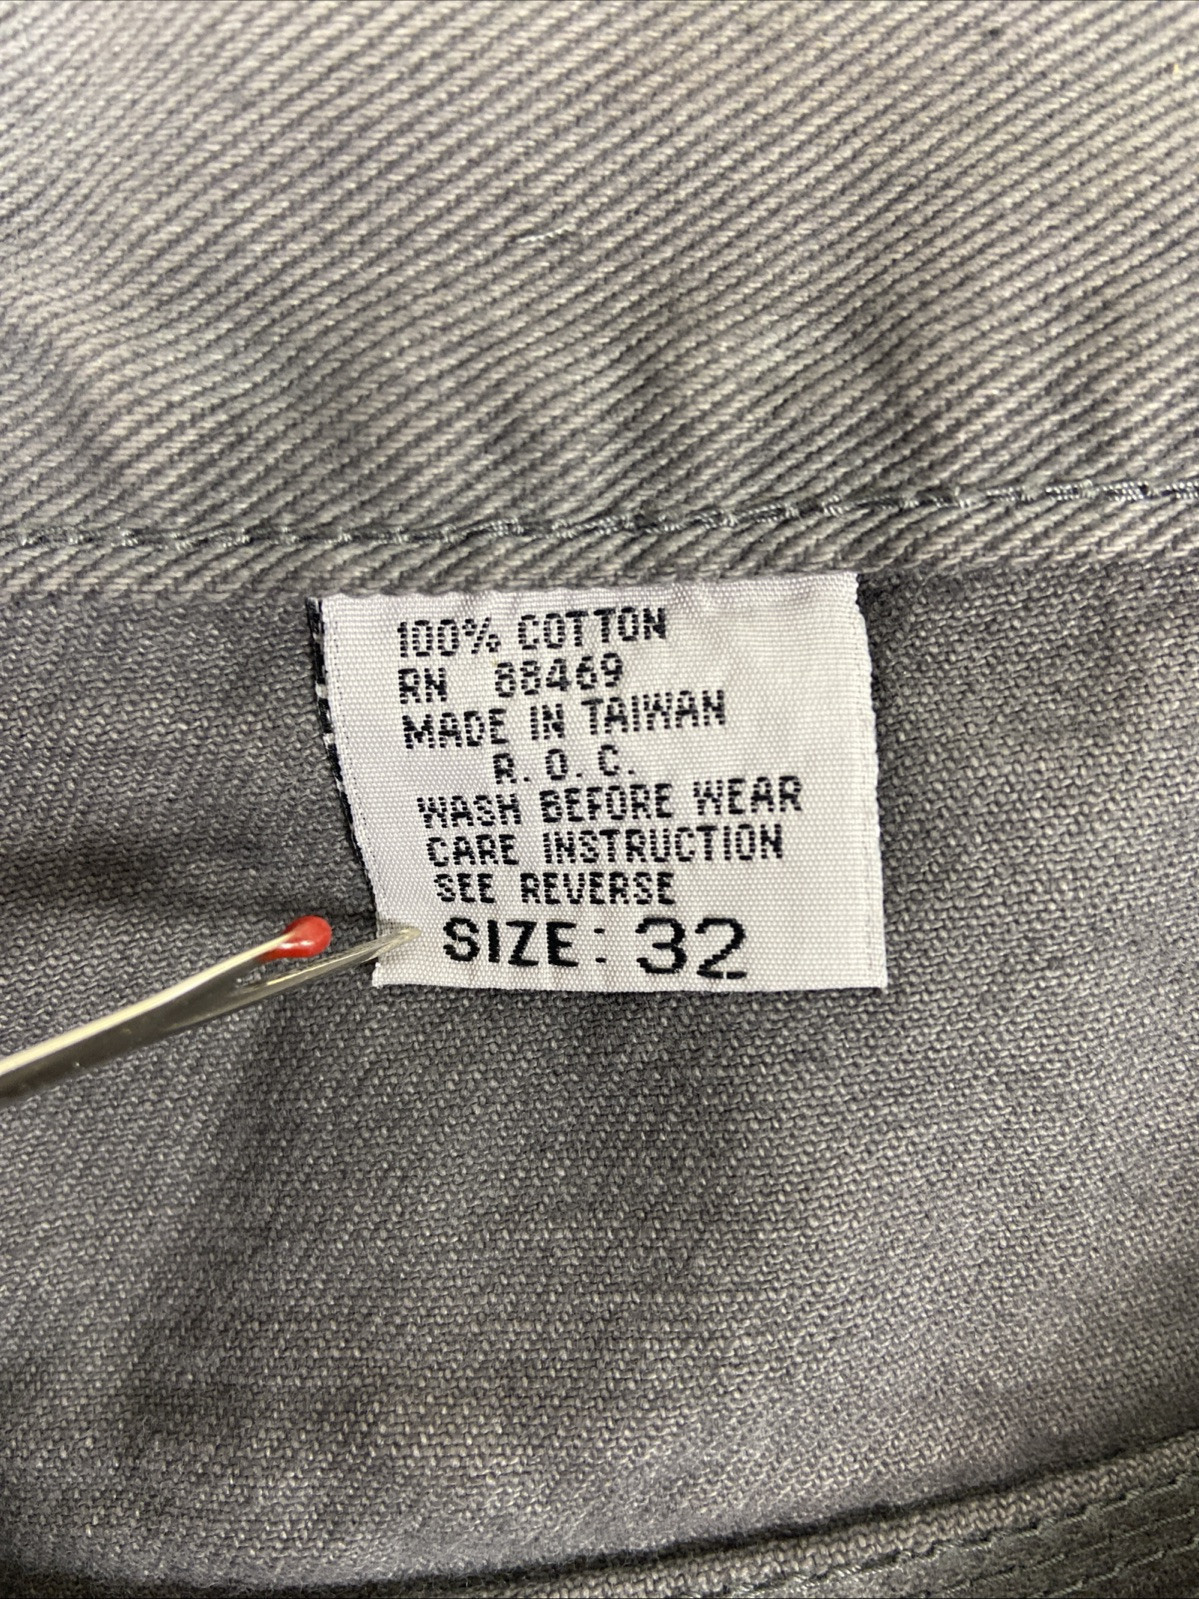 100% COTTON
RN 88469
MADE IN TAIWAN
R. O. C.
WASH BEFORE WEAR
CARE INSTRUCTION
SEE REVERSE
SIZE: 32